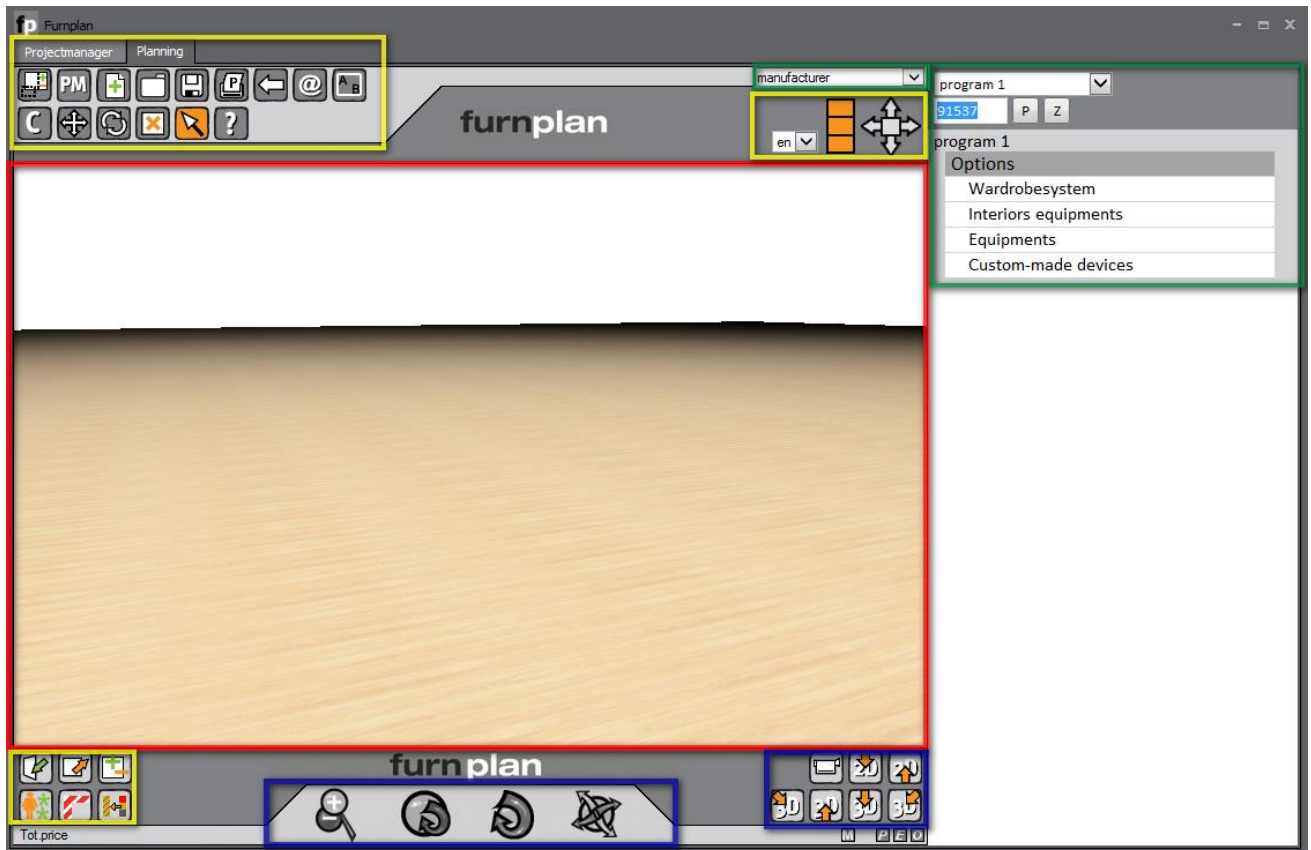 fp Furnplan
Projectmanager Planning
PM P @ A B
C ?
furnplan
manufacturer
en
program 1
91537 P Z
program 1
Options
Wardrobesystem
Interiors equipments
Equipments
Custom-made devices
furnplan
2D 2D
3D 2D 3D 3D
Tot.price M P E O